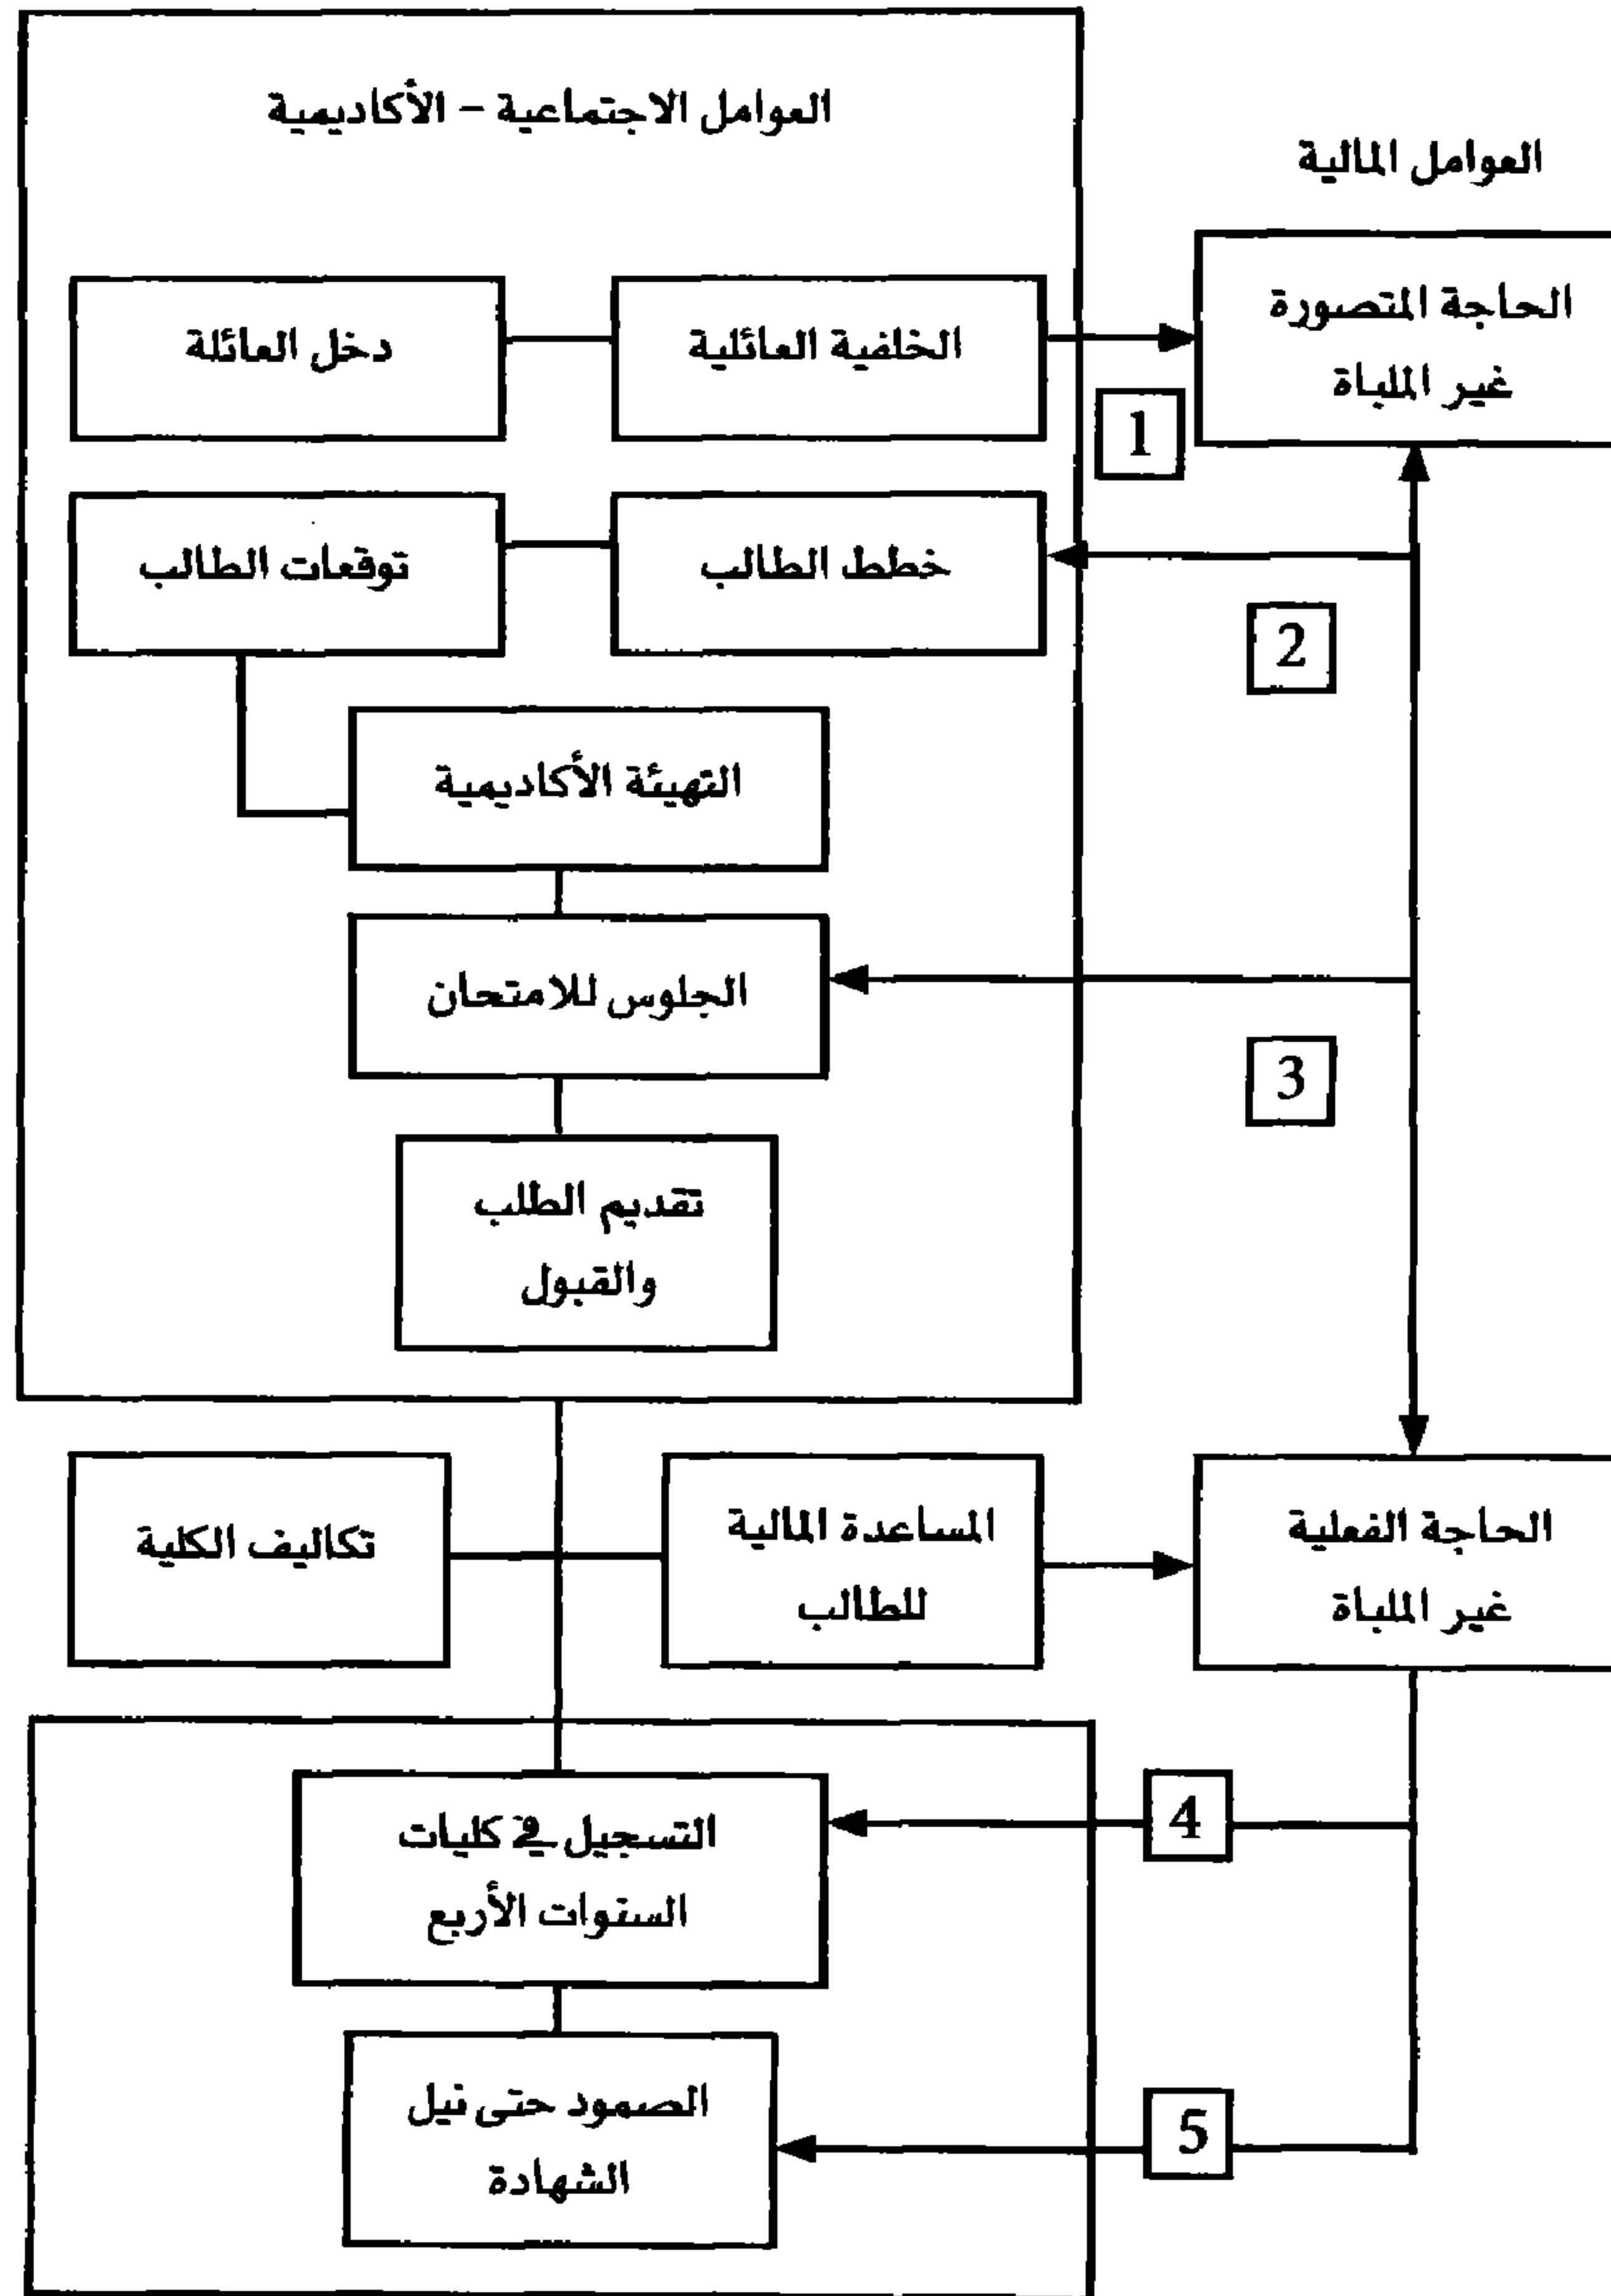 العوامل الاجتماعية – الأكاديمية
العوامل المالية
الحاجة المتصورة
غير الملباة
الخلفية العائلية
دخل العائلة
1
خطط الطالب
توقعات الطالب
2
التهيئة الأكاديمية
الجلوس للامتحان
3
تقديم الطلب
والقبول
الحاجة الفعلية
غير الملباة
المساعدة المالية
للطالب
تكاليف الكلية
4
التسجيل في كليات
السنوات الأربع
5
الصمود حتى نيل
الشهادة